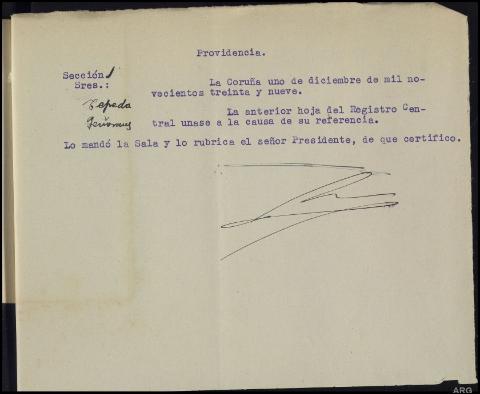 Providencia.
Sección 1
Sres.:
La Coruña uno de diciembre de mil no-
vecientos treinta y nueve.
Cepeda
La anterior hoja del Registro Cen-
tral unase a la causa de su referencia.
Lo mandó la Sala y lo rubrica el señor Presidente, de que certifico.
ARG